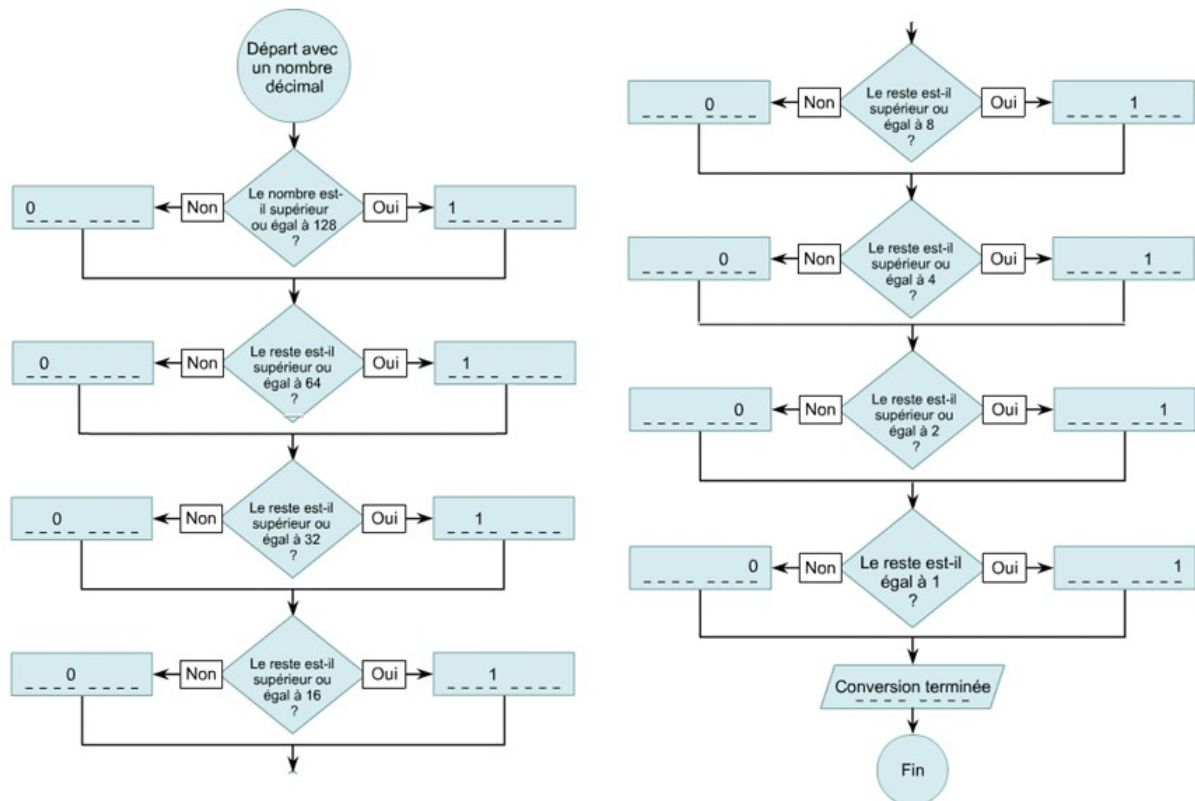 Départ avec
un nombre
décimal
Le nombre est-
il supérieur
ou égal à 128
?
Non
Oui
0
_ _ _ _ _ _ _ _
1
_ _ _ _ _ _ _ _
Le reste est-il
supérieur ou
égal à 64
?
Non
Oui
0
_ _ _ _ _ _ _ _
1
_ _ _ _ _ _ _ _
Le reste est-il
supérieur ou
égal à 32
?
Non
Oui
0
_ _ _ _ _ _ _ _
1
_ _ _ _ _ _ _ _
Le reste est-il
supérieur ou
égal à 16
?
Non
Oui
0
_ _ _ _ _ _ _ _
1
_ _ _ _ _ _ _ _
Le reste est-il
supérieur ou
égal à 8
?
Non
Oui
0
_ _ _ _ _ _ _ _
1
_ _ _ _ _ _ _ _
Le reste est-il
supérieur ou
égal à 4
?
Non
Oui
0
_ _ _ _ _ _ _ _
1
_ _ _ _ _ _ _ _
Le reste est-il
supérieur ou
égal à 2
?
Non
Oui
0
_ _ _ _ _ _ _ _
1
_ _ _ _ _ _ _ _
Le reste est-il
égal à 1
?
Non
Oui
0
_ _ _ _ _ _ _ _
1
_ _ _ _ _ _ _ _
Conversion terminée
_ _ _ _ _ _ _ _
Fin